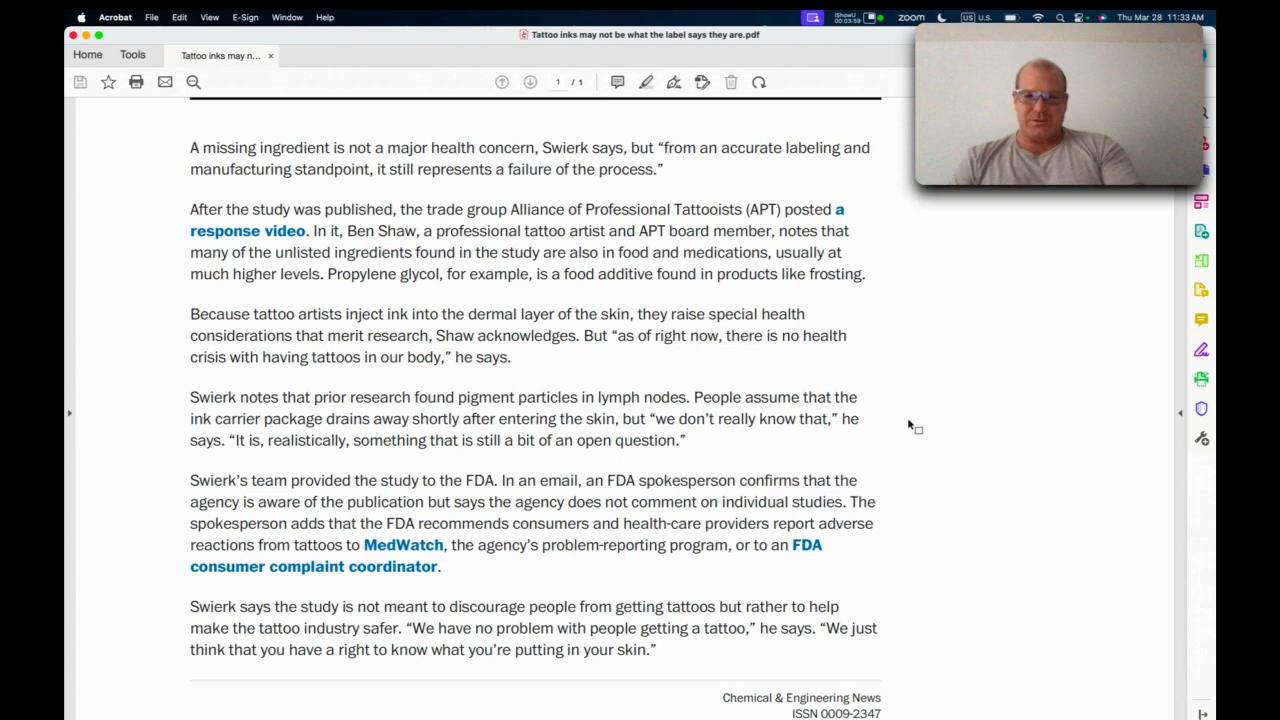 Acrobat File Edit View E-Sign Window Help
iShowU
00:03:59
zoom
US U.S.
Thu Mar 28 11:33 AM
Tattoo inks may not be what the label says they are.pdf
Home Tools Tattoo inks may n... ×
1 / 1
A missing ingredient is not a major health concern, Swierk says, but “from an accurate labeling and
manufacturing standpoint, it still represents a failure of the process.”
After the study was published, the trade group Alliance of Professional Tattooists (APT) posted a
response video. In it, Ben Shaw, a professional tattoo artist and APT board member, notes that
many of the unlisted ingredients found in the study are also in food and medications, usually at
much higher levels. Propylene glycol, for example, is a food additive found in products like frosting.
Because tattoo artists inject ink into the dermal layer of the skin, they raise special health
considerations that merit research, Shaw acknowledges. But “as of right now, there is no health
crisis with having tattoos in our body,” he says.
Swierk notes that prior research found pigment particles in lymph nodes. People assume that the
ink carrier package drains away shortly after entering the skin, but “we don’t really know that,” he
says. “It is, realistically, something that is still a bit of an open question.”
Swierk’s team provided the study to the FDA. In an email, an FDA spokesperson confirms that the
agency is aware of the publication but says the agency does not comment on individual studies. The
spokesperson adds that the FDA recommends consumers and health-care providers report adverse
reactions from tattoos to MedWatch, the agency’s problem-reporting program, or to an FDA
consumer complaint coordinator.
Swierk says the study is not meant to discourage people from getting tattoos but rather to help
make the tattoo industry safer. “We have no problem with people getting a tattoo,” he says. “We just
think that you have a right to know what you’re putting in your skin.”
Chemical & Engineering News
ISSN 0009-2347